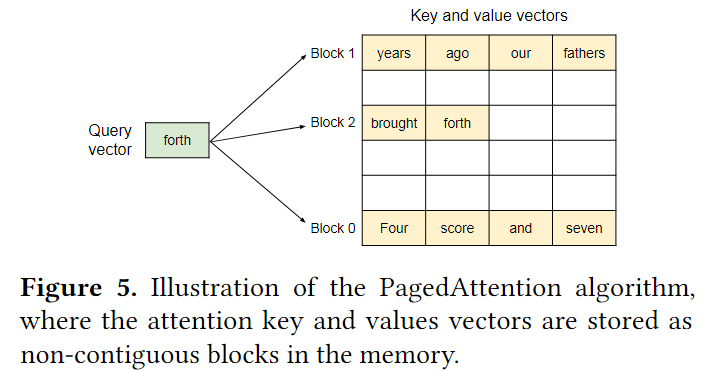 Key and value vectors
Block 1 years ago our fathers
Query
vector
forth
Block 2 brought forth
Block 0 Four score and seven
Figure 5. Illustration of the PagedAttention algorithm,
where the attention key and values vectors are stored as
non-contiguous blocks in the memory.